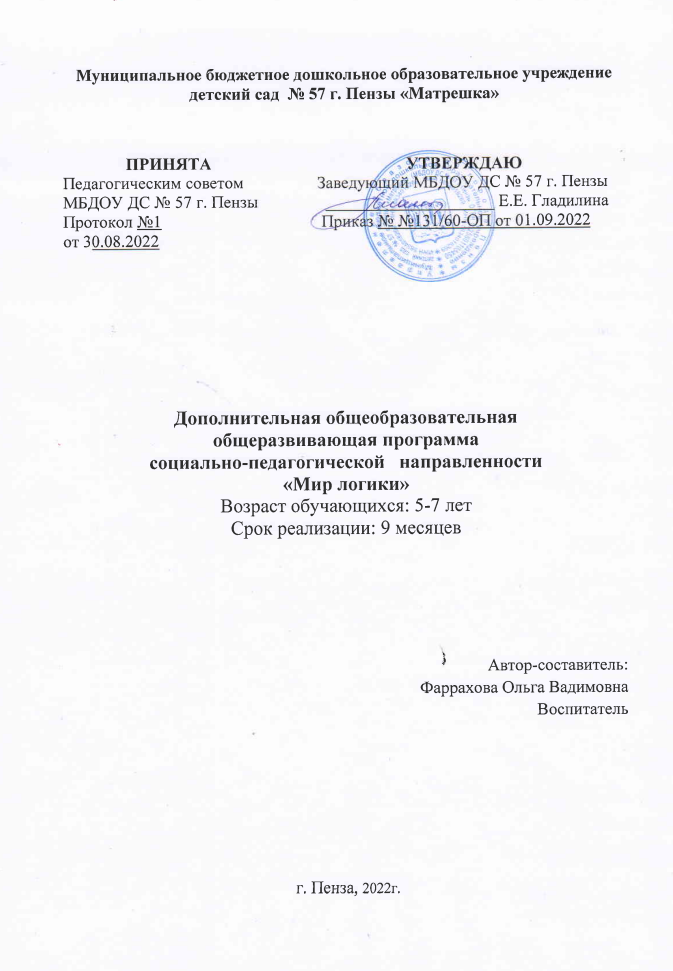 Муниципальное бюджетное дошкольное образовательное учреждение
детский сад № 57 г. Пензы «Матрешка»
ПРИНЯТА
Педагогическим советом
МБДОУ ДС № 57 г. Пензы
Протокол №1
от 30.08.2022
УТВЕРЖДАЮ
Заведующий МБДОУ ДС № 57 г. Пензы
Е.Е. Гладилина
Приказ № №131/60-ОП от 01.09.2022
Дополнительная общеобразовательная
общеразвивающая программа
социально-педагогической направленности
«Мир логики»
Возраст обучающихся: 5-7 лет
Срок реализации: 9 месяцев
Автор-составитель:
Фаррахова Ольга Вадимовна
Воспитатель
г. Пенза, 2022г.